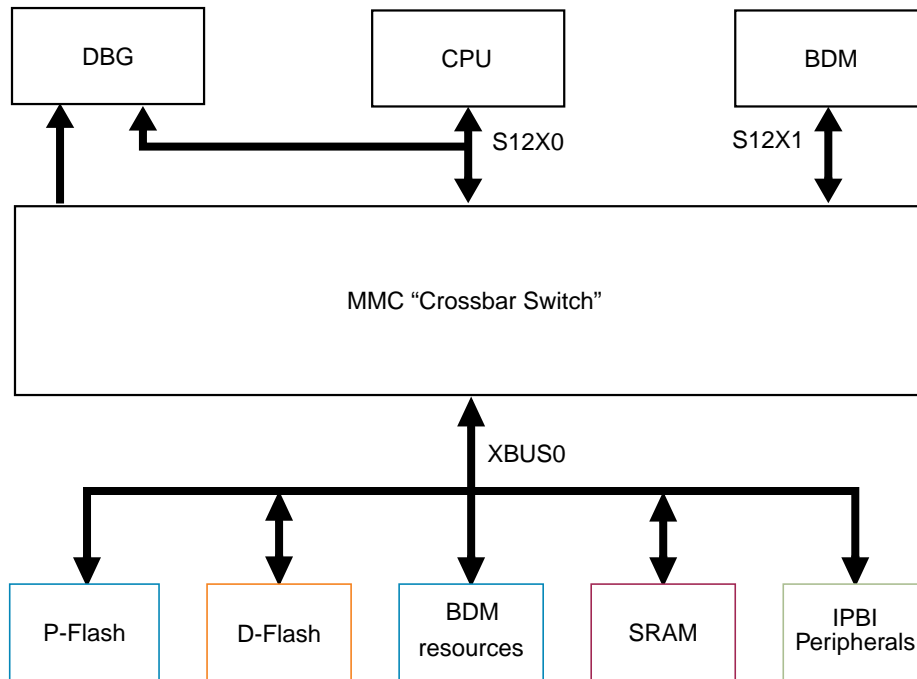 DBG
CPU
BDM
S12X0
S12X1
MMC “Crossbar Switch”
XBUS0
P-Flash
D-Flash
BDM
resources
SRAM
IPBI
Peripherals